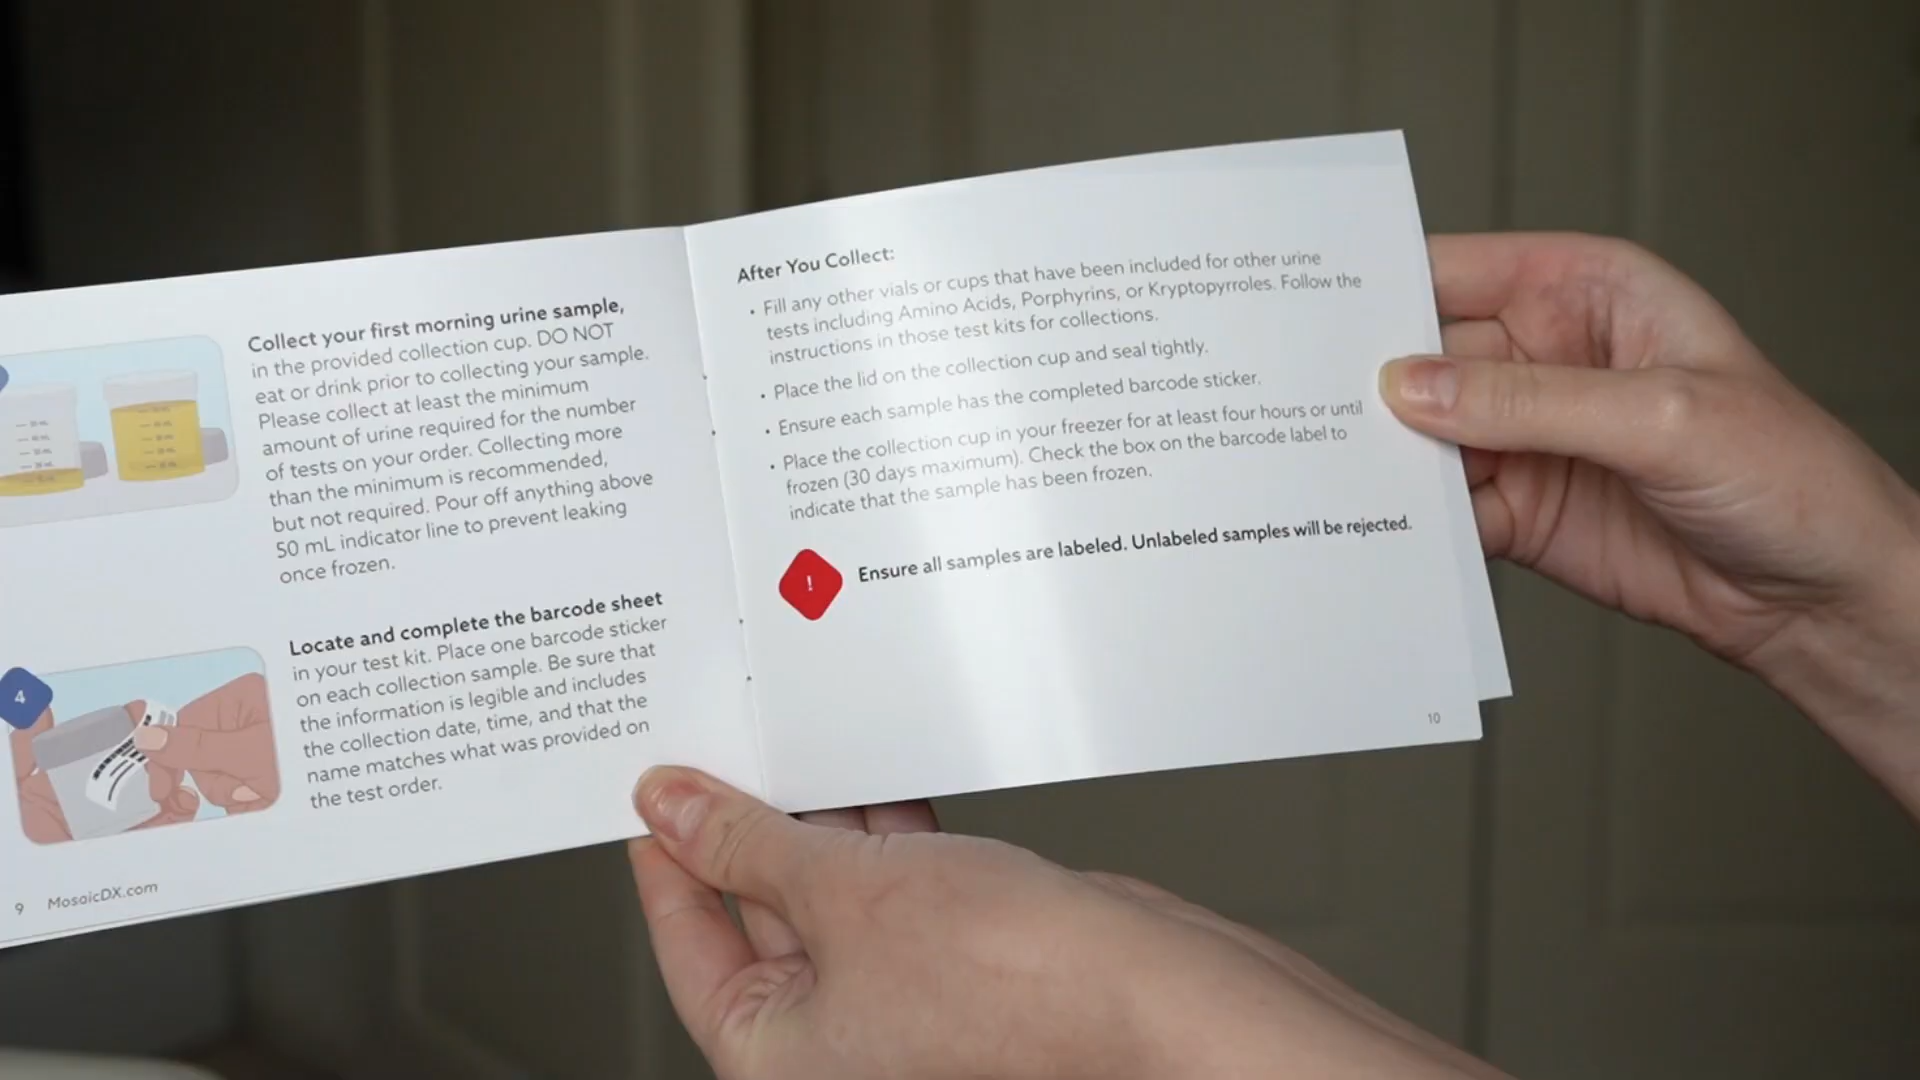 Collect your first morning urine sample,
in the provided collection cup. DO NOT
eat or drink prior to collecting your sample.
Please collect at least the minimum
amount of urine required for the number
of tests on your order. Collecting more
than the minimum is recommended,
but not required. Pour off anything above
50 mL indicator line to prevent leaking
once frozen.
4
Locate and complete the barcode sheet
in your test kit. Place one barcode sticker
on each collection sample. Be sure that
the information is legible and includes
the collection date, time, and that the
name matches what was provided on
the test order.
9 MosaicDX.com
After You Collect:
• Fill any other vials or cups that have been included for other urine
tests including Amino Acids, Porphyrins, or Kryptopyrroles. Follow the
instructions in those test kits for collections.
• Place the lid on the collection cup and seal tightly.
• Ensure each sample has the completed barcode sticker.
• Place the collection cup in your freezer for at least four hours or until
frozen (30 days maximum). Check the box on the barcode label to
indicate that the sample has been frozen.
!
Ensure all samples are labeled. Unlabeled samples will be rejected.
10